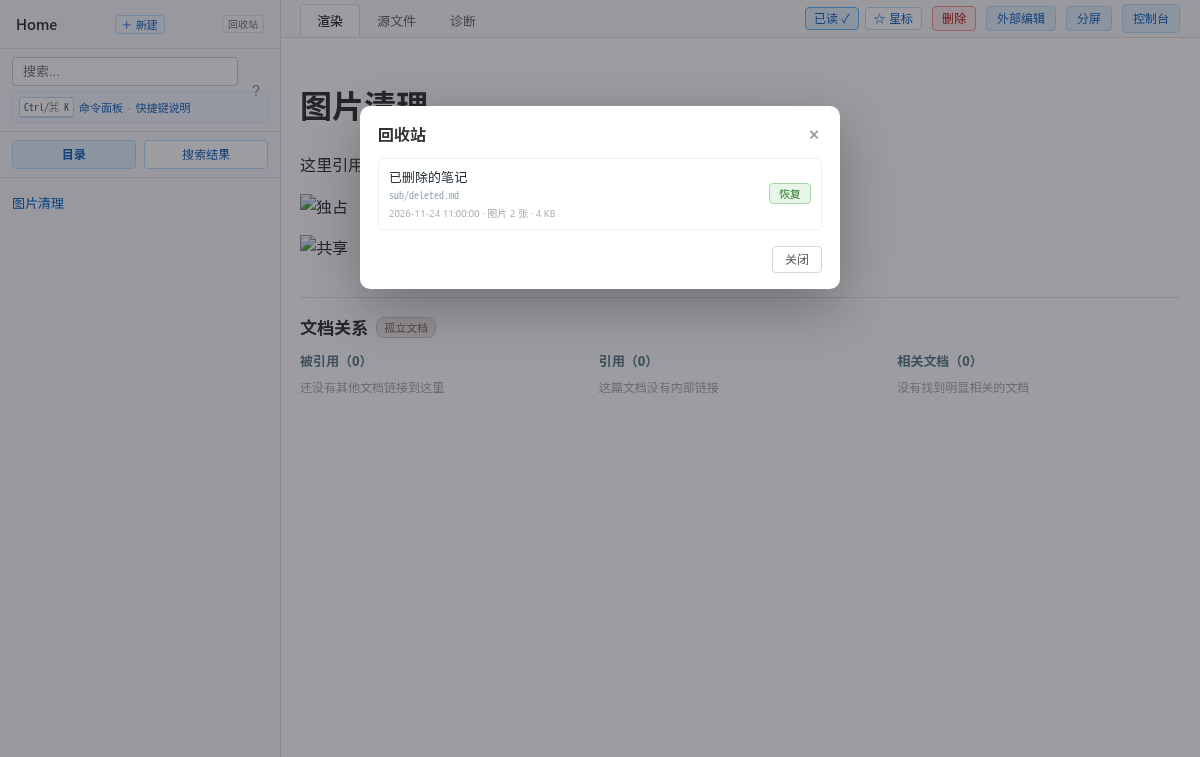 Home
＋ 新建
回收站
搜索...
?
Ctrl/⌘ K
命令面板 · 快捷键说明
目录
搜索结果
图片清理
渲染
源文件
诊断
已读 ✓
☆ 星标
删除
外部编辑
分屏
控制台
图片清理
这里引用
独占
共享
回收站
×
已删除的笔记
sub/deleted.md
2026-11-24 11:00:00 · 图片 2 张 · 4 KB
恢复
关闭
文档关系
孤立文档
被引用（0）
还没有其他文档链接到这里
引用（0）
这篇文档没有内部链接
相关文档（0）
没有找到明显相关的文档